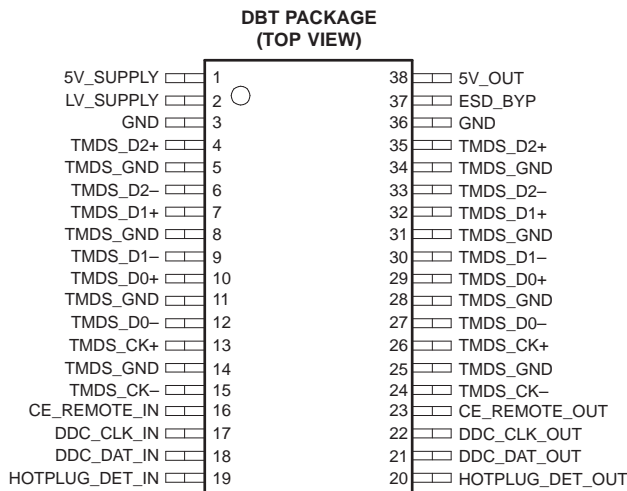 DBT PACKAGE
(TOP VIEW)
5V_SUPPLY 1 38 5V_OUT
LV_SUPPLY 2 37 ESD_BYP
GND 3 36 GND
TMDS_D2+ 4 35 TMDS_D2+
TMDS_GND 5 34 TMDS_GND
TMDS_D2– 6 33 TMDS_D2–
TMDS_D1+ 7 32 TMDS_D1+
TMDS_GND 8 31 TMDS_GND
TMDS_D1– 9 30 TMDS_D1–
TMDS_D0+ 10 29 TMDS_D0+
TMDS_GND 11 28 TMDS_GND
TMDS_D0– 12 27 TMDS_D0–
TMDS_CK+ 13 26 TMDS_CK+
TMDS_GND 14 25 TMDS_GND
TMDS_CK– 15 24 TMDS_CK–
CE_REMOTE_IN 16 23 CE_REMOTE_OUT
DDC_CLK_IN 17 22 DDC_CLK_OUT
DDC_DAT_IN 18 21 DDC_DAT_OUT
HOTPLUG_DET_IN 19 20 HOTPLUG_DET_OUT